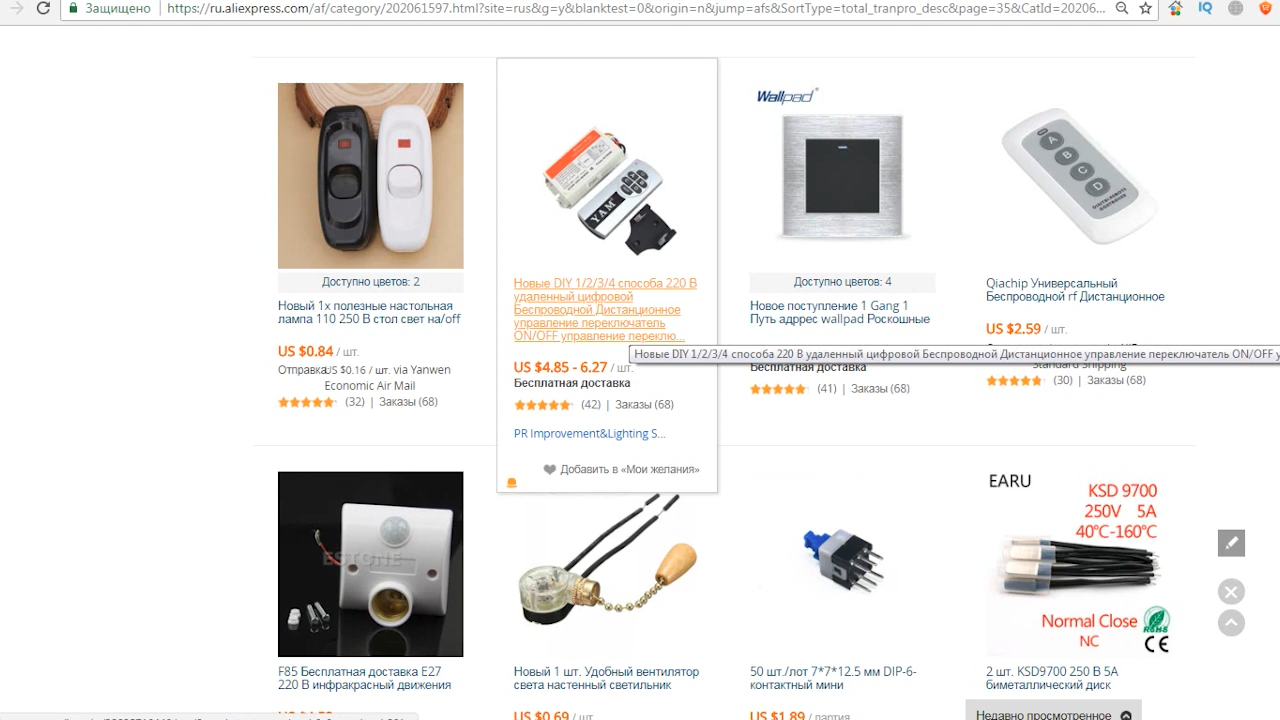 Защищено
https://ru.aliexpress.com/af/category/202061597.html?site=rus&g=y&blanktest=0&origin=n&jump=afs&SortType=total_tranpro_desc&page=35&CatId=20206...
Wallpad
YAM
A
B
C
D
Доступно цветов: 2
Новый 1x полезные настольная
лампа 110 250 В стол свет на/off
US $0.84 / шт.
Отправка:US $0.16 / шт. via Yanwen
Economic Air Mail
(32) | Заказы (68)
Новые DIY 1/2/3/4 способа 220 В
удаленный цифровой
Беспроводной Дистанционное
управление переключатель
ON/OFF управление переклю...
US $4.85 - 6.27 / шт.
Бесплатная доставка
(42) | Заказы (68)
PR Improvement&Lighting S...
Добавить в «Мои желания»
Доступно цветов: 4
Новое поступление 1 Gang 1
Путь адррес wallpad Роскошные
Новые DIY 1/2/3/4 способа 220 В удаленный цифровой Беспроводной Дистанционное управление переключатель ON/OFF у
Бесплатная доставка
(41) | Заказы (68)
Qiachip Универсальный
Беспроводной rf Дистанционное
US $2.59 / шт.
Standard Shipping
(30) | Заказы (68)
ESTONE
F85 Бесплатная доставка E27
220 В инфракрасный движения
Новый 1 шт. Удобный вентилятор
света настенный светильник
US $0.69 / шт.
50 шт./лот 7*7*12.5 мм DIP-6-
контактный мини
US $1.89 / партия
EARU
KSD 9700
250V 5A
40℃-160℃
Normal Close
NC
RoHS
CE
2 шт. KSD9700 250 В 5А
биметаллический диск
Недавно просмотренное